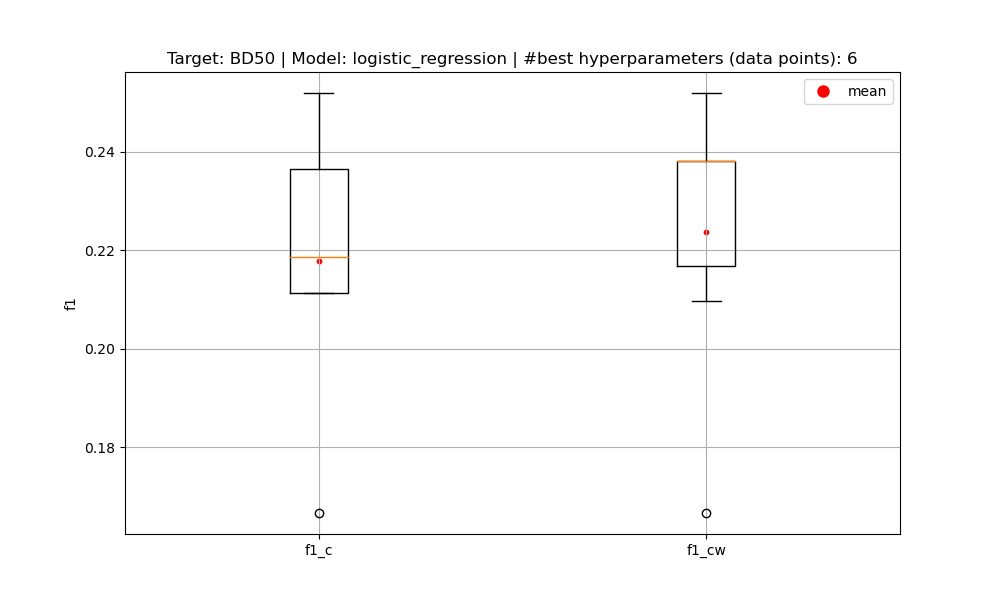 Target: BD50 | Model: logistic_regression | #best hyperparameters (data points): 6
mean
0.24
0.22
0.20
0.18
f1
f1_c
f1_cw